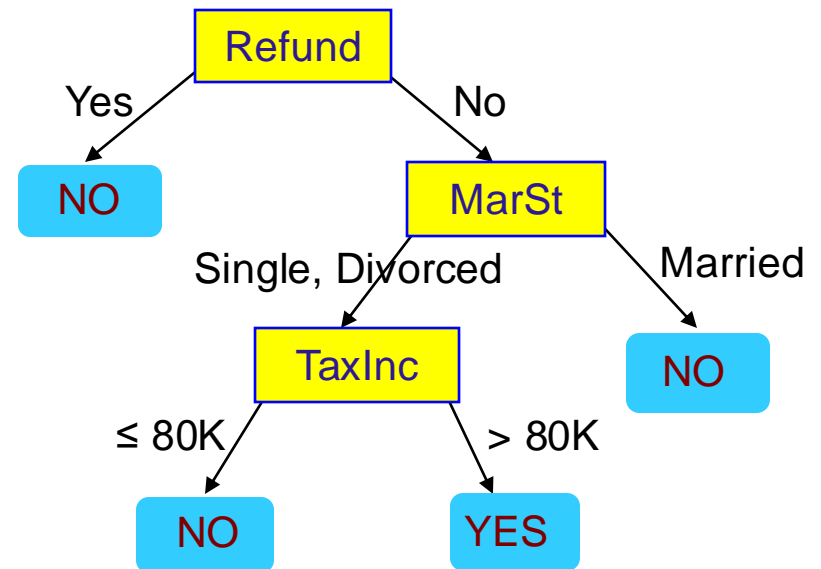 Refund
Yes
No
NO
MarSt
Single, Divorced
Married
TaxInc
NO
≤ 80K
> 80K
NO
YES